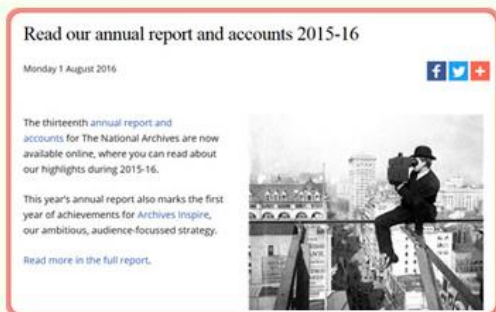 Read our annual report and accounts 2015-16
Monday 1 August 2016
The thirteenth annual report and
accounts for The National Archives are now
available online, where you can read about
our highlights during 2015-16.
This year's annual report also marks the first
year of achievements for Archives Inspire,
our ambitious, audience-focussed strategy.
Read more in the full report.